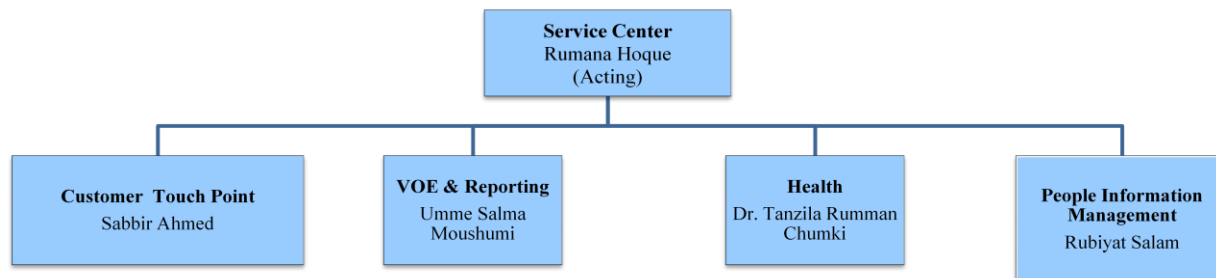 Service Center
Rumana Hoque
(Acting)
Customer Touch Point
Sabbir Ahmed
VOE & Reporting
Umme Salma
Moushumi
Health
Dr. Tanzila Rumman
Chumki
People Information
Management
Rubiyat Salam